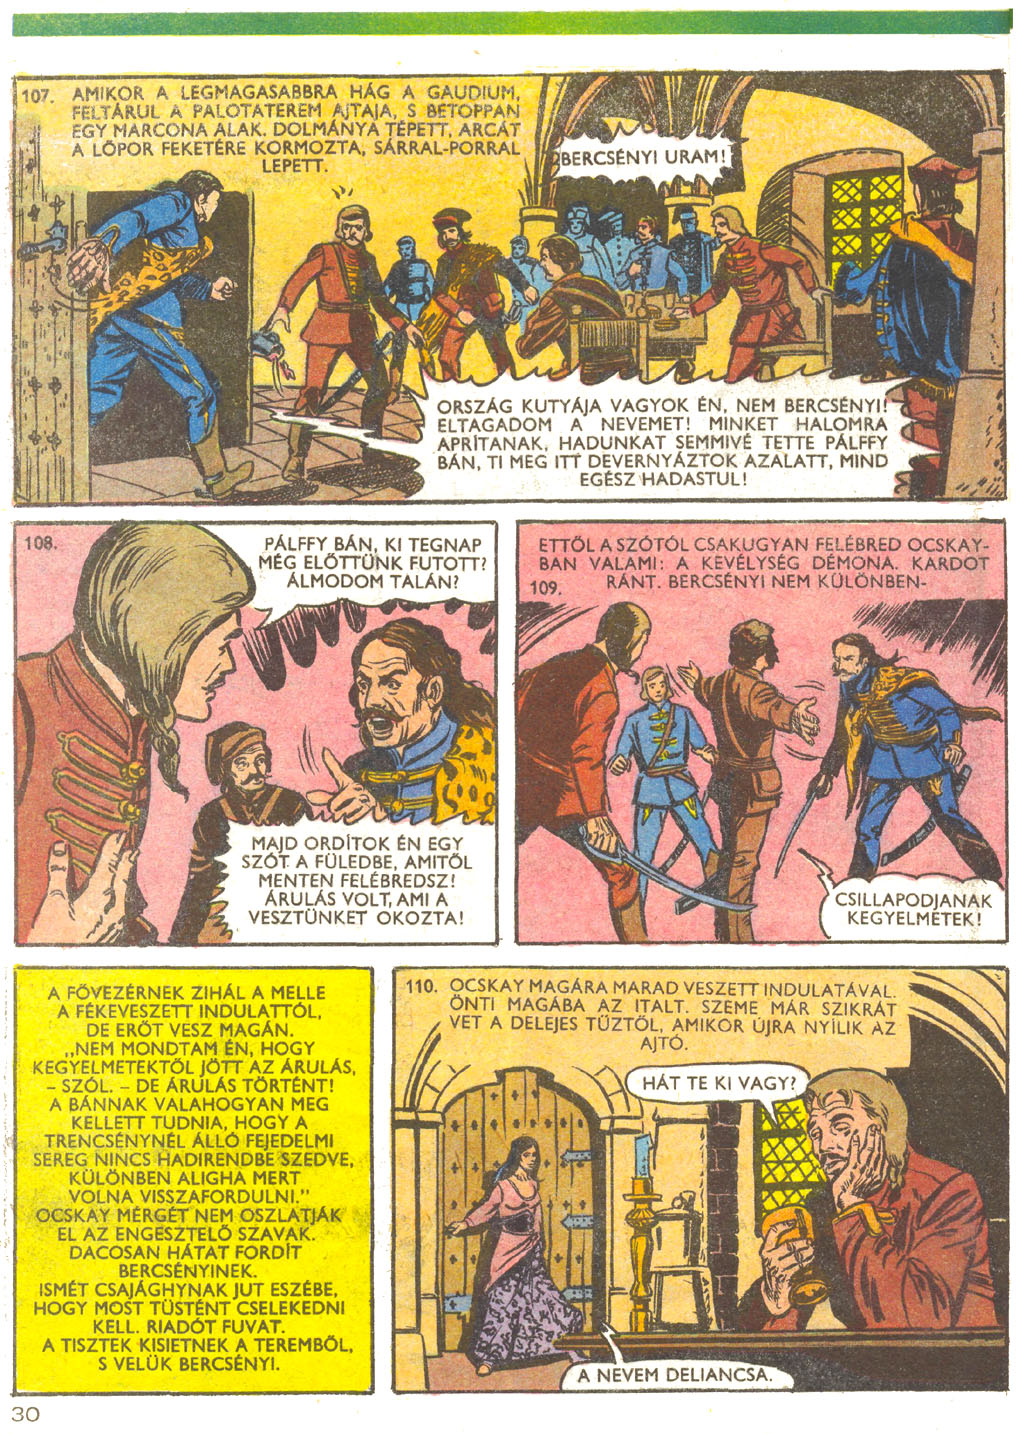 107. AMIKOR A LEGMAGASABBRA HÁG A GAUDIUM,
FELTÁRUL A PALOTATEREM AJTAJA, S BETOPPAN
EGY MARCONA ALAK. DOLMÁNYA TÉPETT, ARCÁT
A LŐPOR FEKETÉRE KORMOZTA, SÁRRAL-PORRAL
LEPETT.
BERCSÉNYI URAM!
ORSZÁG KUTYÁJA VAGYOK ÉN, NEM BERCSÉNYI!
ELTAGADOM A NEVEMET! MINKET HALOMRA
APRÍTANAK, HADUNKAT SEMMIVÉ TETTE PÁLFFY
BÁN, TI MEG ITT DEVERNYÁZTOK AZALATT, MIND
EGÉSZ HADASTUL!
108.
PÁLFFY BÁN, KI TEGNAP
MÉG ELŐTTÜNK FUTOTT?
ÁLMODOM TALÁN?
MAJD ORDÍTOK ÉN EGY
SZÓT A FÜLEDBE, AMITŐL
MENTEN FELÉBREDSZ!
ÁRULÁS VOLT, AMI A
VESZTÜNKET OKOZTA!
ETTŐL A SZÓTÓL CSAKUGYAN FELÉBRED OCSKAY-
BAN VALAMI: A KEVÉLYSÉG DÉMONA. KARDOT
109. RÁNT. BERCSÉNYI NEM KÜLÖNBEN-
CSILLAPODJANAK
KEGYELMETEK!
A FŐVEZÉRNEK ZIHÁL A MELLE
A FÉKEVESZETT INDULATTÓL,
DE ERŐT VESZ MAGÁN.
„NEM MONDTAM ÉN, HOGY
KEGYELMETEKTŐL JÖTT AZ ÁRULÁS,
– SZÓL. – DE ÁRULÁS TÖRTÉNT!
A BÁNNAK VALAHOGYAN MEG
KELLETT TUDNIA, HOGY A
TRENCSÉNYNÉL ÁLLÓ FEJEDELMI
SEREG NINCS HADIRENDBE SZEDVE,
KÜLÖNBEN ALIGHA MERT
VOLNA VISSZAFORDULNI.”
OCSKAY MÉRGÉT NEM OSZLATJÁK
EL AZ ENGESZTELŐ SZAVAK.
DACOSAN HÁTAT FORDÍT
BERCSÉNYINEK.
ISMÉT CSAJÁGHYNAK JUT ESZÉBE,
HOGY MOST TÜSTÉNT CSELEKEDNI
KELL. RIADÓT FUVAT.
A TISZTEK KISIETNEK A TEREMBŐL,
S VELÜK BERCSÉNYI.
110. OCSKAY MAGÁRA MARAD VESZETT INDULATÁVAL.
ÖNTI MAGÁBA AZ ITALT. SZEME MÁR SZIKRÁT
VET A DELEJES TŰZTŐL, AMIKOR ÚJRA NYÍLIK AZ
AJTÓ.
HÁT TE KI VAGY?
A NEVEM DELIANCSA.
30